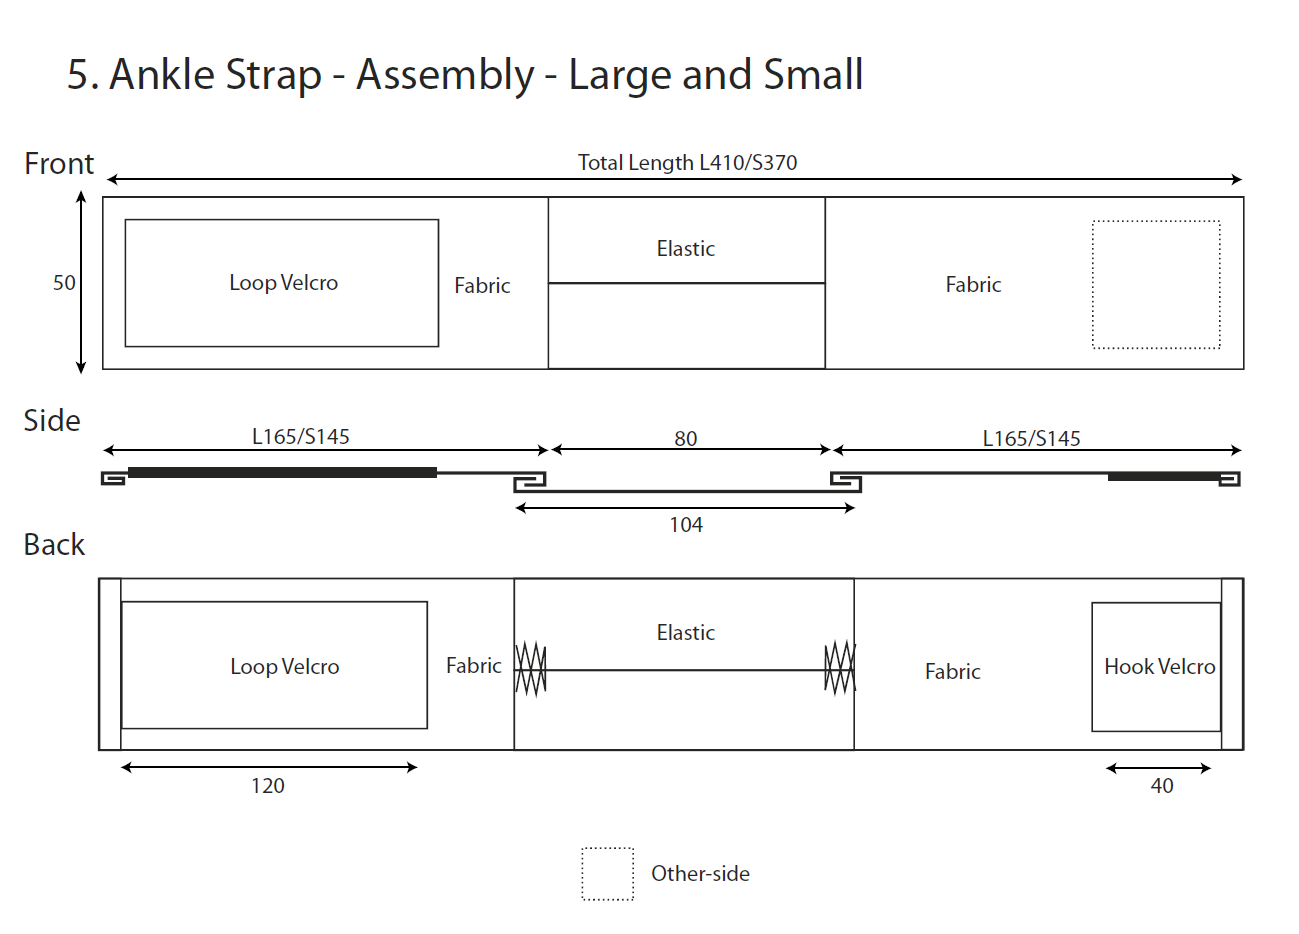 5. Ankle Strap - Assembly - Large and Small
Front
Total Length L410/S370
50
Loop Velcro
Fabric
Elastic
Fabric
Side
L165/S145
80
L165/S145
104
Back
Loop Velcro
Fabric
Elastic
Fabric
Hook Velcro
120
40
Other-side